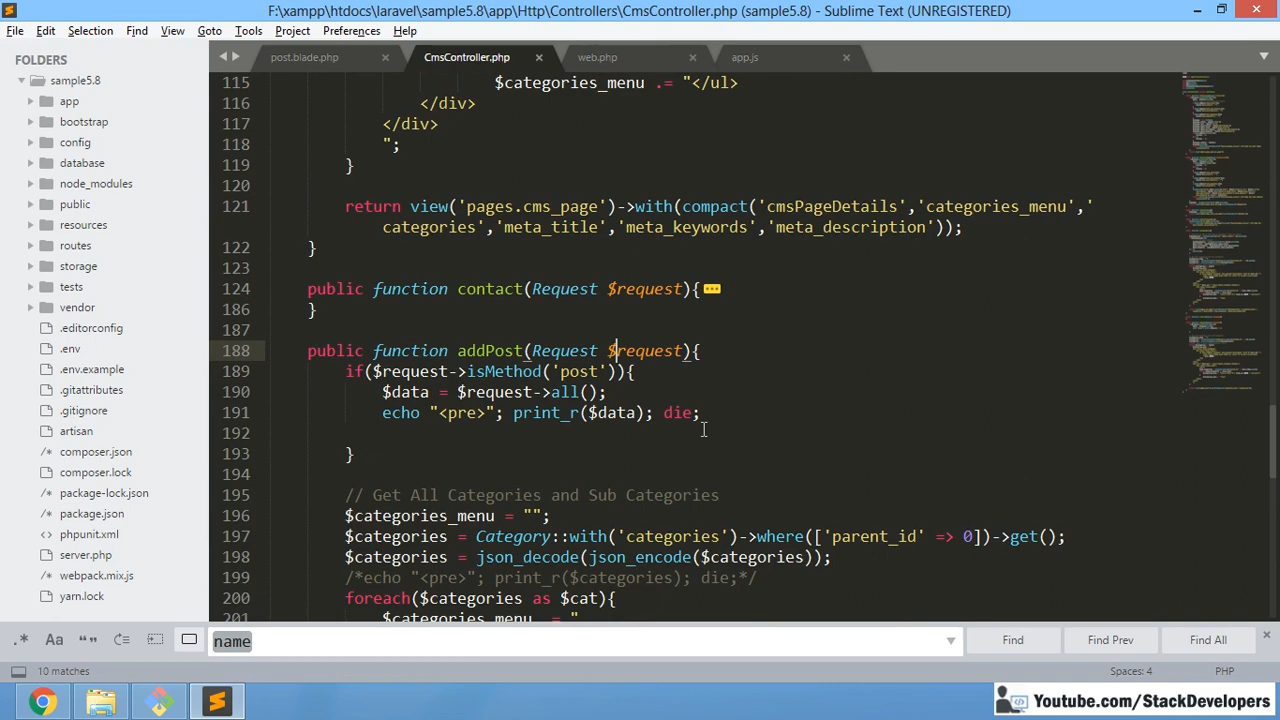 F:\xampp\htdocs\laravel\sample5.8\app\Http\Controllers\CmsController.php (sample5.8) - Sublime Text (UNREGISTERED)
File Edit Selection Find View Goto Tools Project Preferences Help
FOLDERS
sample5.8
app
bootstrap
config
database
node_modules
public
resources
routes
storage
tests
vendor
.editorconfig
.env
.env.example
.gitattributes
.gitignore
artisan
composer.json
composer.lock
package-lock.json
package.json
phpunit.xml
server.php
webpack.mix.js
yarn.lock
post.blade.php CmsController.php web.php app.js
115 $categories_menu .= "</ul>
116 </div>
117 </div>
118 ";
119 }
120
121 return view('pages.cms_page')->with(compact('cmsPageDetails','categories_menu','
categories','meta_title','meta_keywords','meta_description'));
122 }
123
124 public function contact(Request $request){
186 }
187
188 public function addPost(Request $request){
189 if($request->isMethod('post')){
190 $data = $request->all();
191 echo "<pre>"; print_r($data); die;
192
193 }
194
195 // Get All Categories and Sub Categories
196 $categories_menu = "";
197 $categories = Category::with('categories')->where(['parent_id' => 0])->get();
198 $categories = json_decode(json_encode($categories));
199 /*echo "<pre>"; print_r($categories); die;*/
200 foreach($categories as $cat){
201 $categories_menu .= "
.* Aa “” name Find Find Prev Find All
10 matches Spaces: 4 PHP
Youtube.com/StackDevelopers